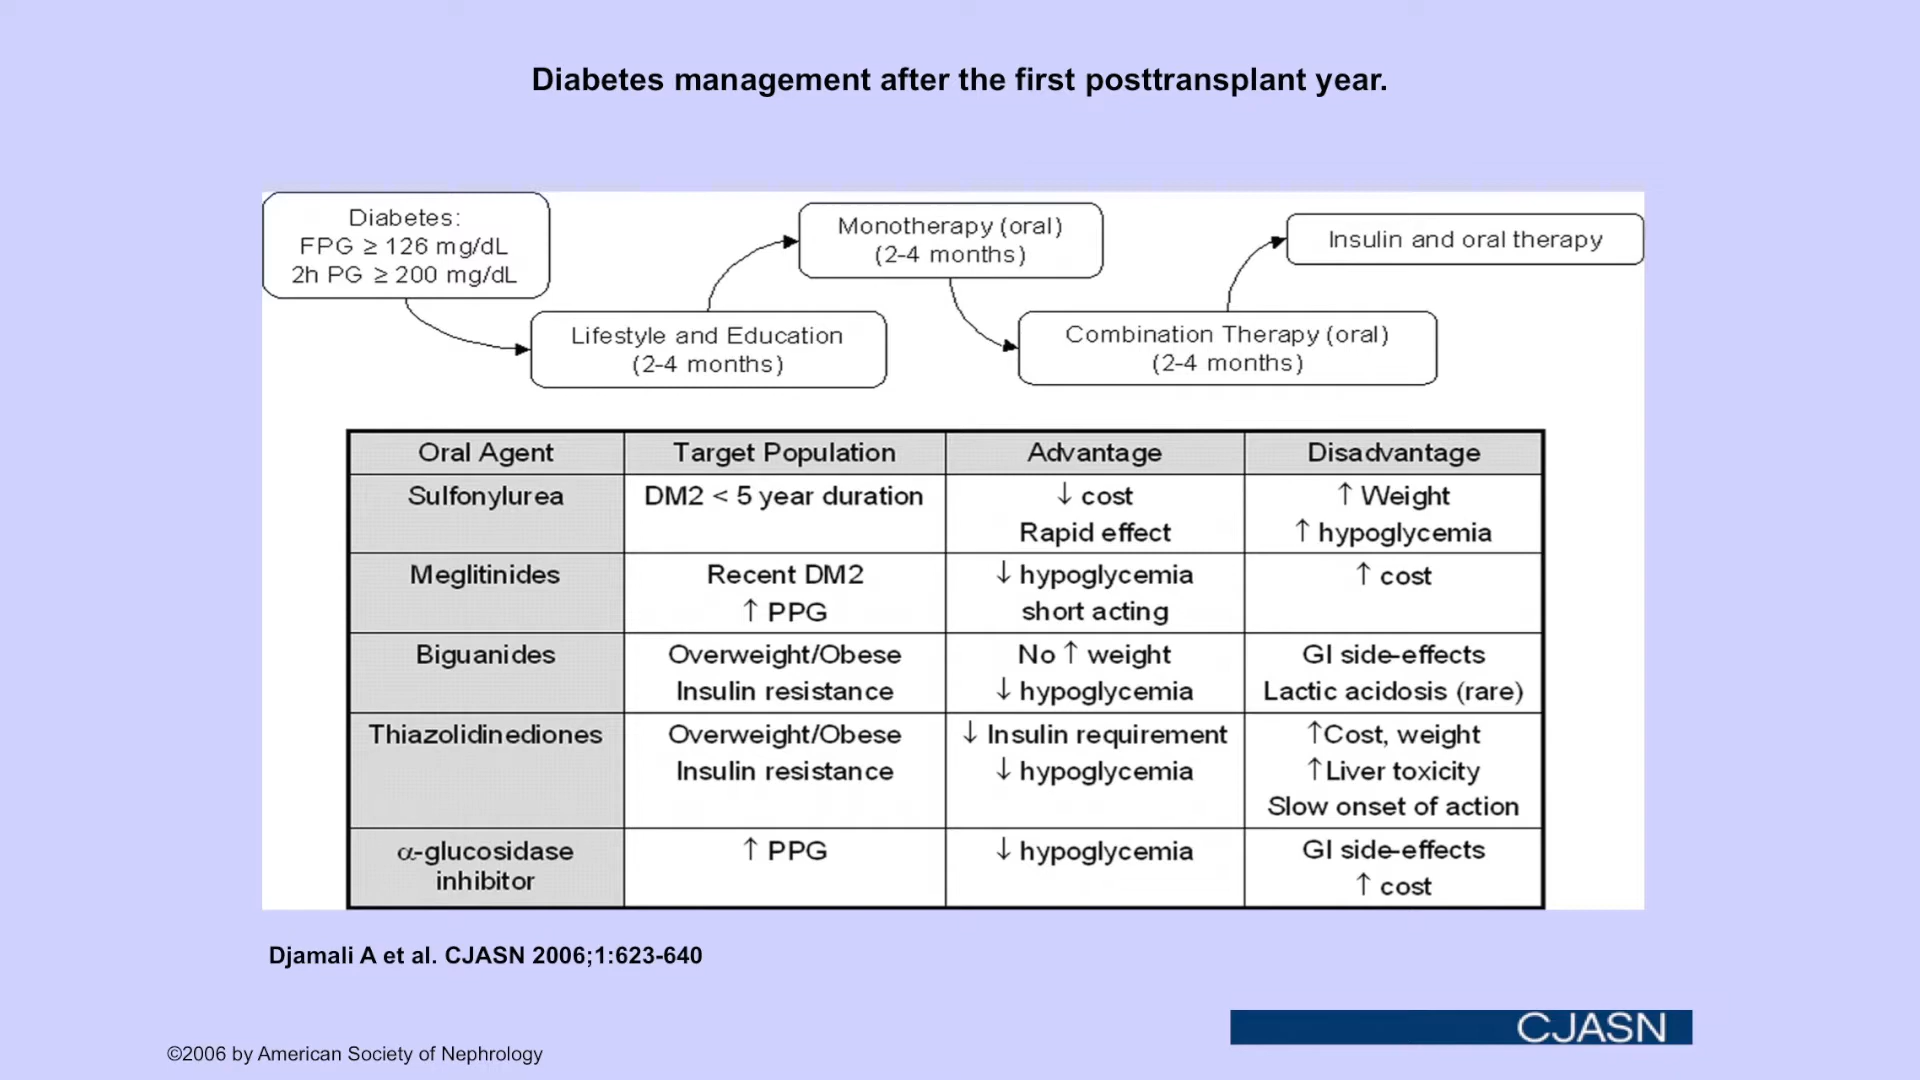 Diabetes management after the first posttransplant year.
Diabetes:
FPG ≥ 126 mg/dL
2h PG ≥ 200 mg/dL
Lifestyle and Education
(2-4 months)
Monotherapy (oral)
(2-4 months)
Combination Therapy (oral)
(2-4 months)
Insulin and oral therapy
Oral Agent Target Population Advantage Disadvantage
Sulfonylurea DM2 < 5 year duration ↓ cost ↑ Weight
Rapid effect ↑ hypoglycemia
Meglitinides Recent DM2 ↓ hypoglycemia ↑ cost
↑ PPG short acting
Biguanides Overweight/Obese No ↑ weight GI side-effects
Insulin resistance ↓ hypoglycemia Lactic acidosis (rare)
Thiazolidinediones Overweight/Obese ↓ Insulin requirement ↑Cost, weight
Insulin resistance ↓ hypoglycemia ↑Liver toxicity
Slow onset of action
α-glucosidase ↑ PPG ↓ hypoglycemia GI side-effects
inhibitor ↑ cost
Djamali A et al. CJASN 2006;1:623-640
CJASN
©2006 by American Society of Nephrology